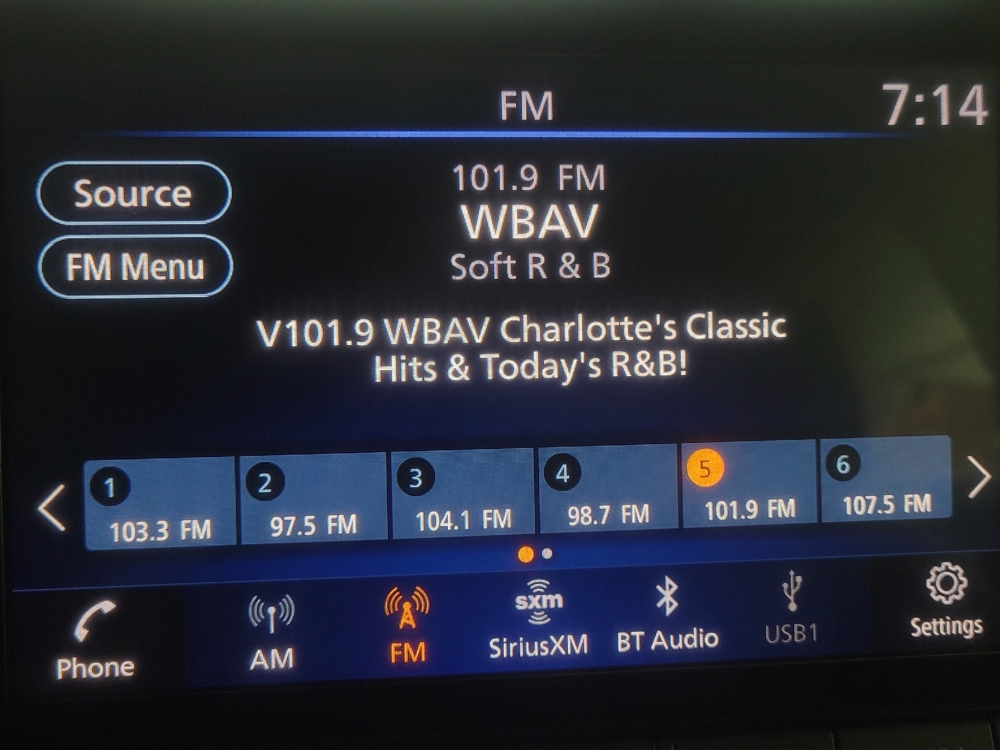 FM
7:14
Source
101.9 FM
WBAV
FM Menu
Soft R & B
V101.9 WBAV Charlotte's Classic
Hits & Today's R&B!
1
2
3
4
5
6
103.3 FM
97.5 FM
104.1 FM
98.7 FM
101.9 FM
107.5 FM
sxm
Phone
AM
FM
SiriusXM
BT Audio
USB1
Settings